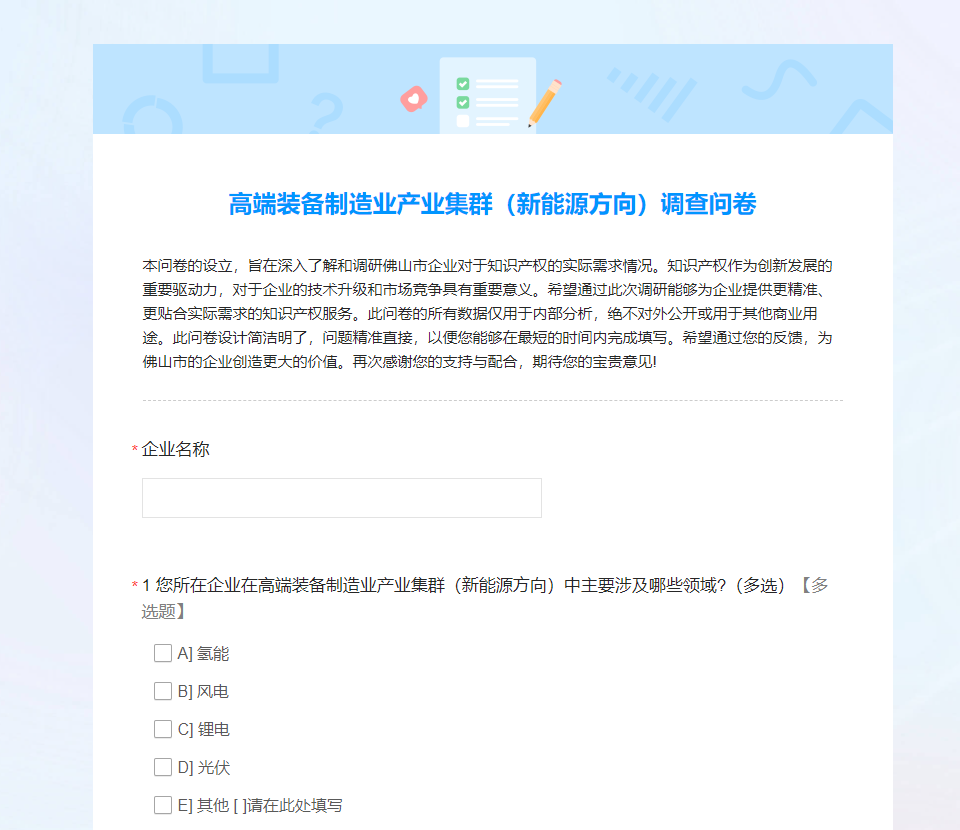 高端装备制造业产业集群（新能源方向）调查问卷
本问卷的设立，旨在深入了解和调研佛山市企业对于知识产权的实际需求情况。知识产权作为创新发展的
重要驱动力，对于企业的技术升级和市场竞争具有重要意义。希望通过此次调研能够为企业提供更精准、
更贴合实际需求的知识产权服务。此问卷的所有数据仅用于内部分析，绝不对外公开或用于其他商业用
途。此问卷设计简洁明了，问题精准直接，以便您能够在最短的时间内完成填写。希望通过您的反馈，为
佛山市的企业创造更大的价值。再次感谢您的支持与配合，期待您的宝贵意见!
* 企业名称
* 1 您所在企业在高端装备制造业产业集群（新能源方向）中主要涉及哪些领域?（多选）【多
选题】
A] 氢能
B] 风电
C] 锂电
D] 光伏
E] 其他 [ ]请在此处填写